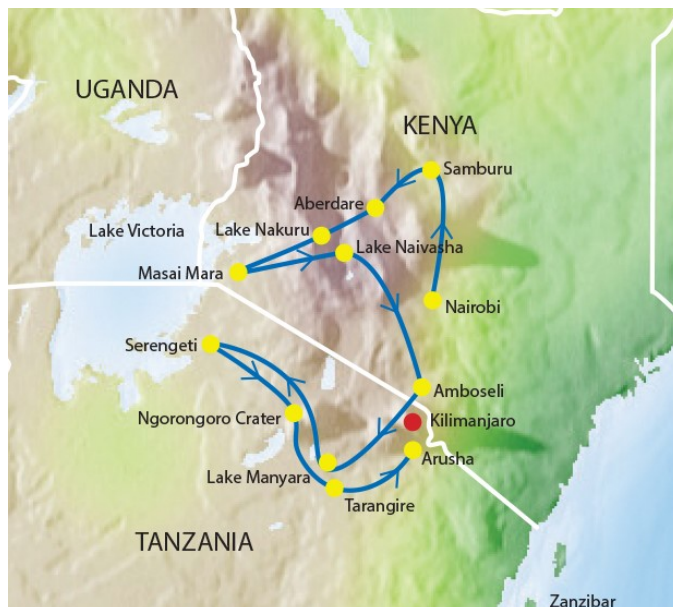 UGANDA
KENYA
Samburu
Aberdare
Lake Victoria
Lake Nakuru
Lake Naivasha
Masai Mara
Nairobi
Serengeti
Amboseli
Ngorongoro Crater
Kilimanjaro
Arusha
Lake Manyara
Tarangire
TANZANIA
Zanzibar